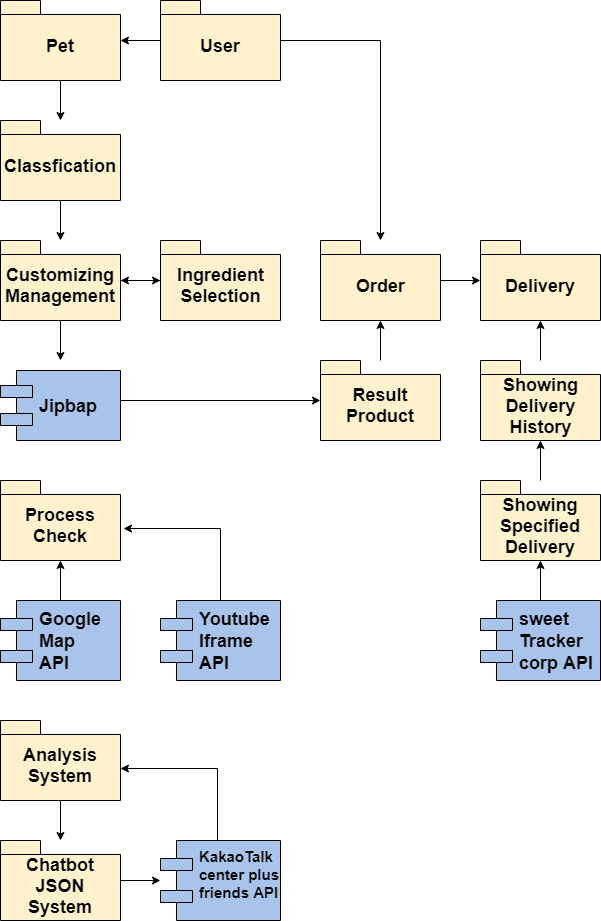 Pet
User
Classfication
Customizing
Management
Ingredient
Selection
Order
Delivery
Jipbap
Result
Product
Showing
Delivery
History
Process
Check
Showing
Specified
Delivery
Google
Map
API
Youtube
Iframe
API
sweet
Tracker
corp API
Analysis
System
Chatbot
JSON
System
KakaoTalk
center plus
friends API